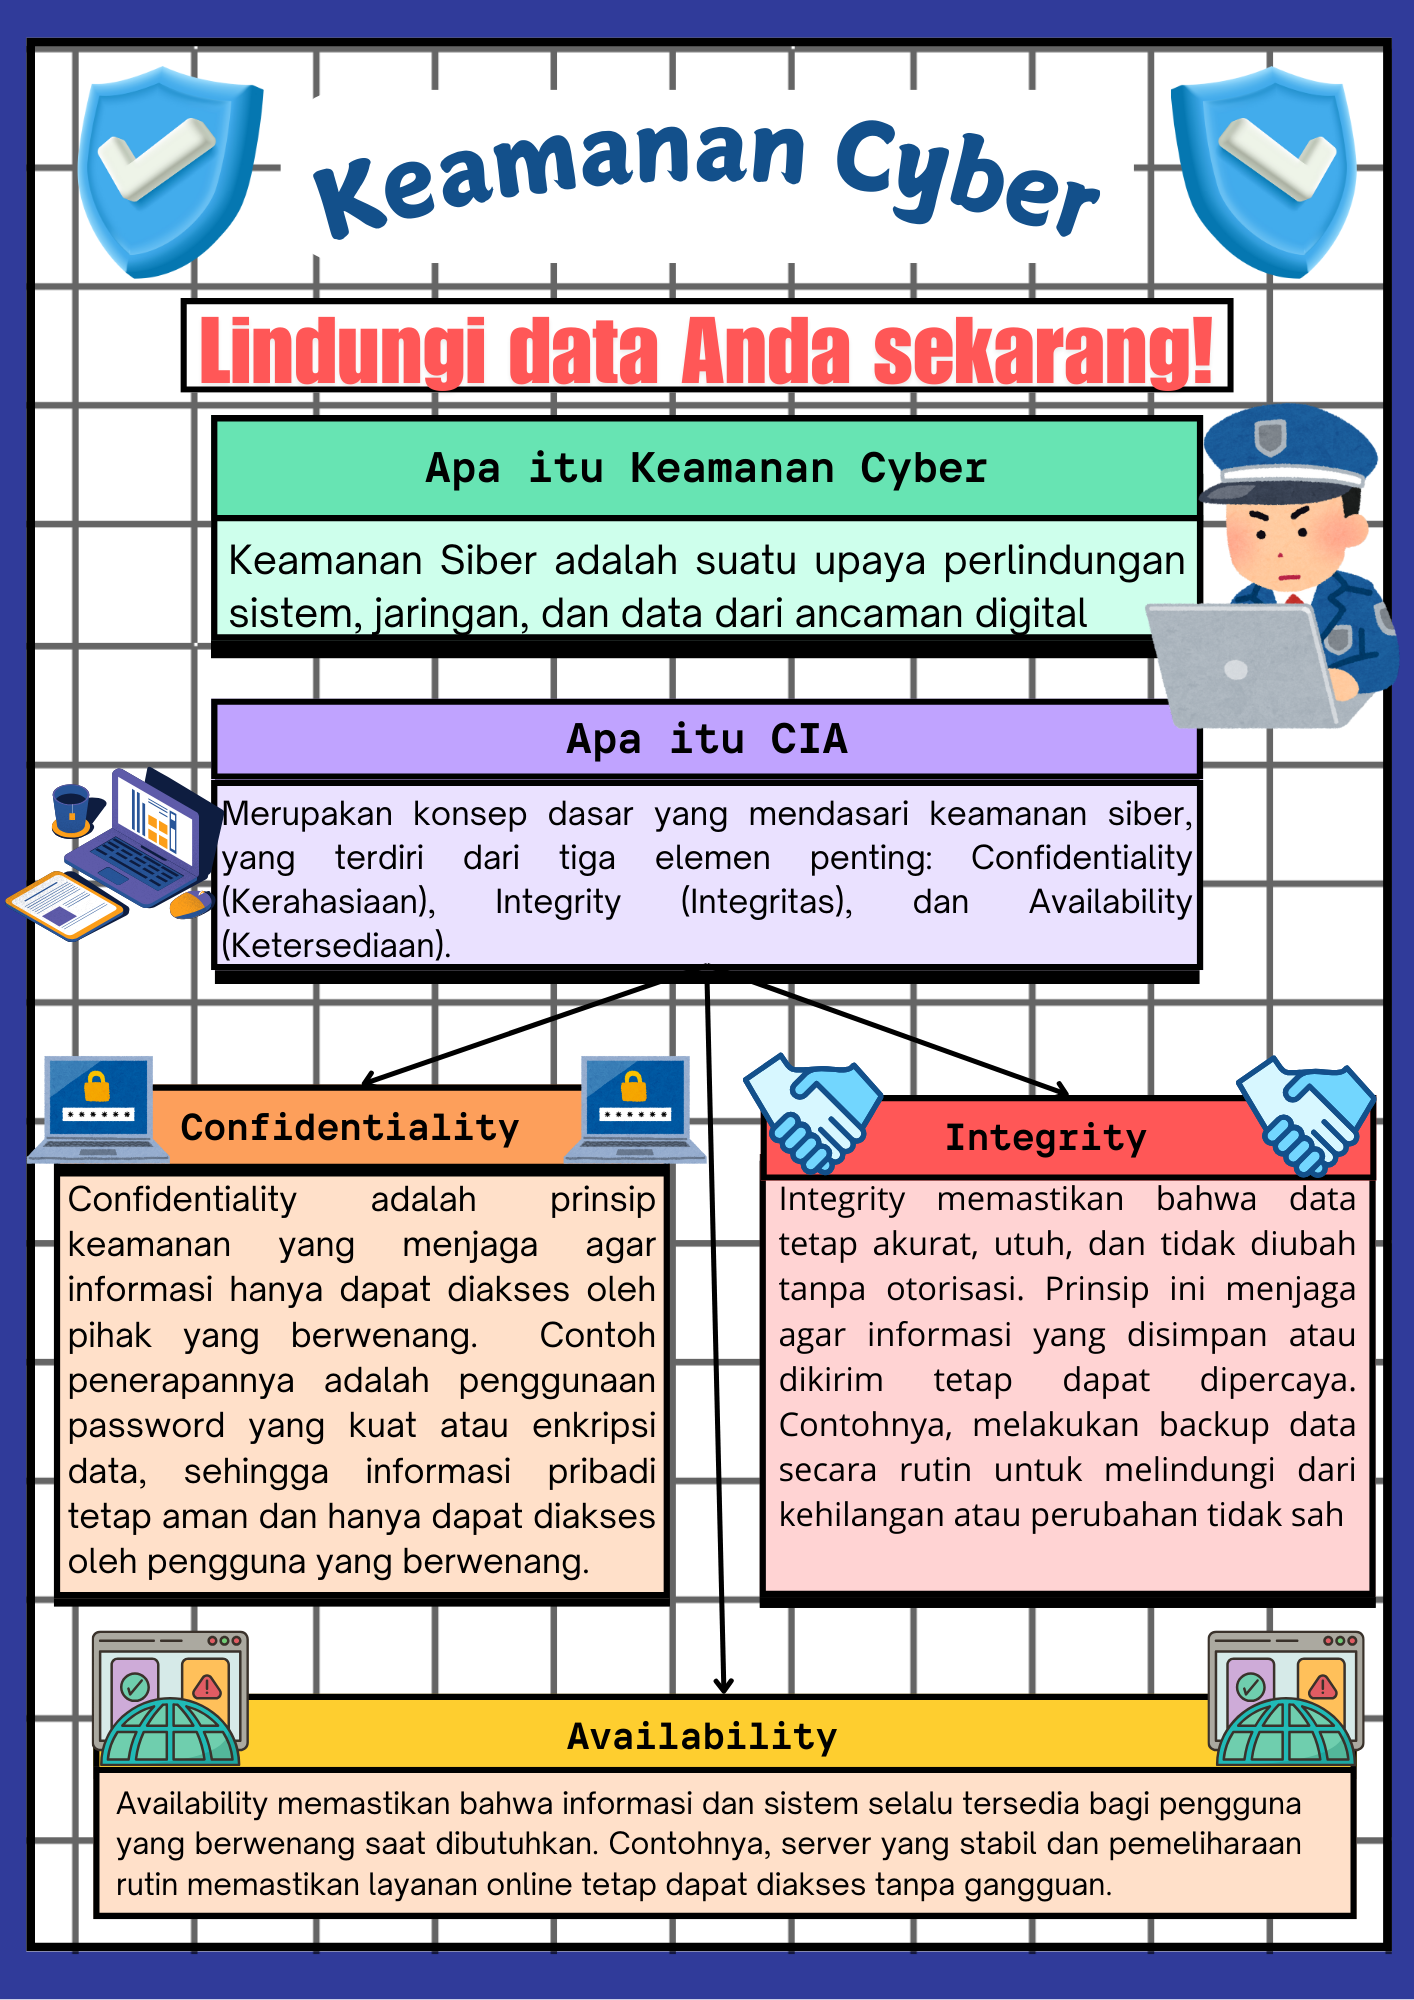 Keamanan Cyber
Lindungi data Anda sekarang!
Apa itu Keamanan Cyber
Keamanan Siber adalah suatu upaya perlindungan
sistem, jaringan, dan data dari ancaman digital
Apa itu CIA
Merupakan konsep dasar yang mendasari keamanan siber,
yang terdiri dari tiga elemen penting: Confidentiality
(Kerahasiaan), Integrity (Integritas), dan Availability
(Ketersediaan).
Confidentiality
Confidentiality adalah prinsip
keamanan yang menjaga agar
informasi hanya dapat diakses oleh
pihak yang berwenang. Contoh
penerapannya adalah penggunaan
password yang kuat atau enkripsi
data, sehingga informasi pribadi
tetap aman dan hanya dapat diakses
oleh pengguna yang berwenang.
Integrity
Integrity memastikan bahwa data
tetap akurat, utuh, dan tidak diubah
tanpa otorisasi. Prinsip ini menjaga
agar informasi yang disimpan atau
dikirim tetap dapat dipercaya.
Contohnya, melakukan backup data
secara rutin untuk melindungi dari
kehilangan atau perubahan tidak sah
Availability
Availability memastikan bahwa informasi dan sistem selalu tersedia bagi pengguna
yang berwenang saat dibutuhkan. Contohnya, server yang stabil dan pemeliharaan
rutin memastikan layanan online tetap dapat diakses tanpa gangguan.